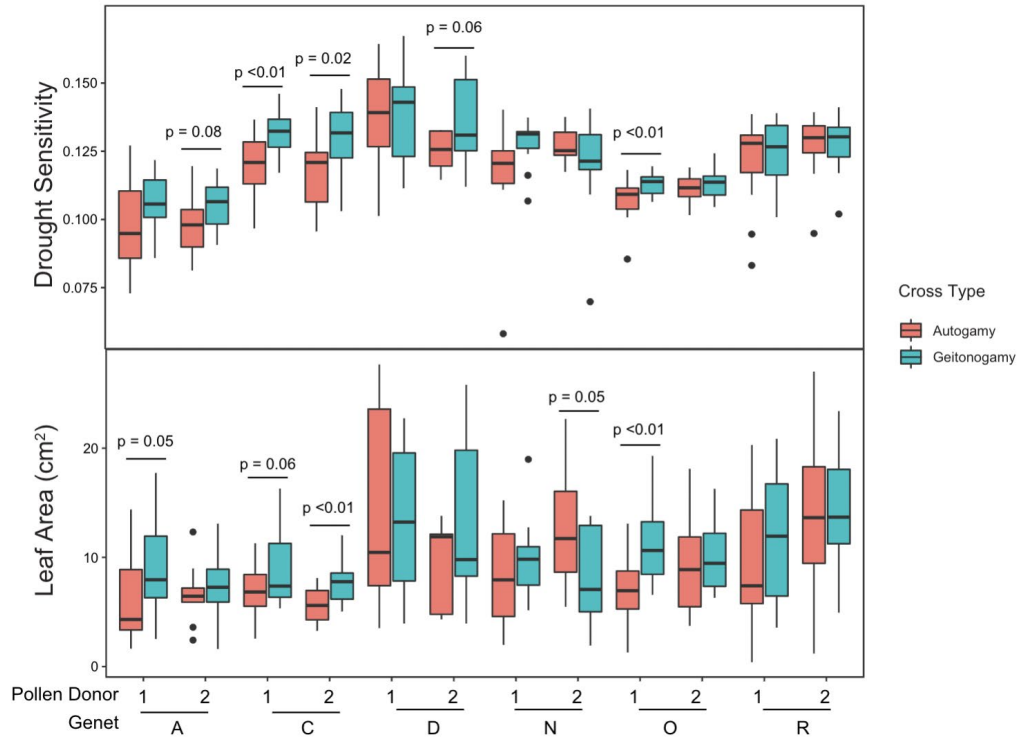 p = 0.06
p = 0.02
p <0.01
0.150
p = 0.08
p <0.01
0.125
0.100
0.075
Drought Sensitivity
Cross Type
Autogamy
Geitonogamy
p = 0.05
p <0.01
p = 0.05
p = 0.06
p <0.01
20
10
0
Leaf Area (cm²)
Pollen Donor 1 2 1 2 1 2 1 2 1 2 1 2
Genet A C D N O R